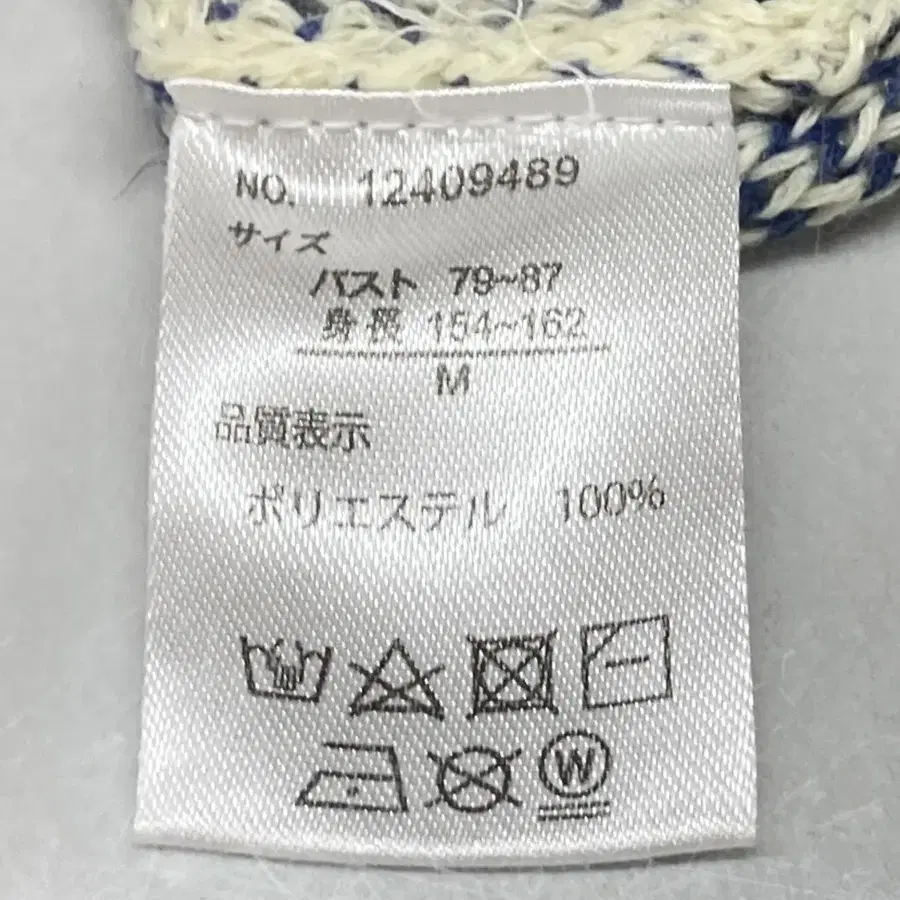 NO. 12409489
サイズ
バスト 79~87
身長 154~162
M
品質表示
ポリエステル 100%
W